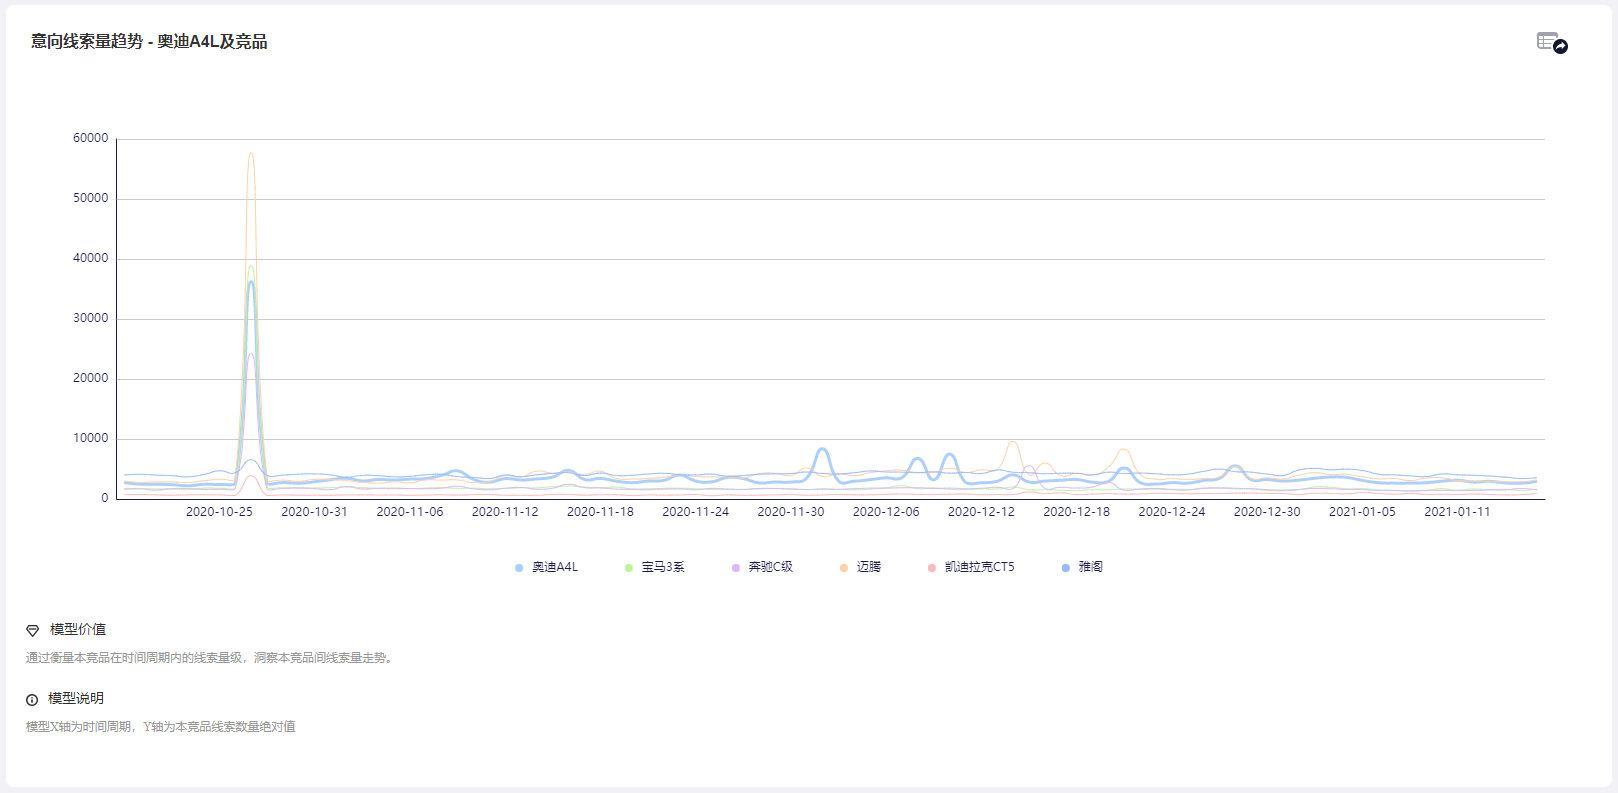 意向线索量趋势 - 奥迪A4L及竞品
60000
50000
40000
30000
20000
10000
0
2020-10-25 2020-10-31 2020-11-06 2020-11-12 2020-11-18 2020-11-24 2020-11-30 2020-12-06 2020-12-12 2020-12-18 2020-12-24 2020-12-30 2021-01-05 2021-01-11
奥迪A4L 宝马3系 奔驰C级 迈腾 凯迪拉克CT5 雅阁
模型价值
通过衡量本竞品在时间周期内的线索量级，洞察本竞品间线索量走势。
模型说明
模型X轴为时间周期，Y轴为本竞品线索数量绝对值